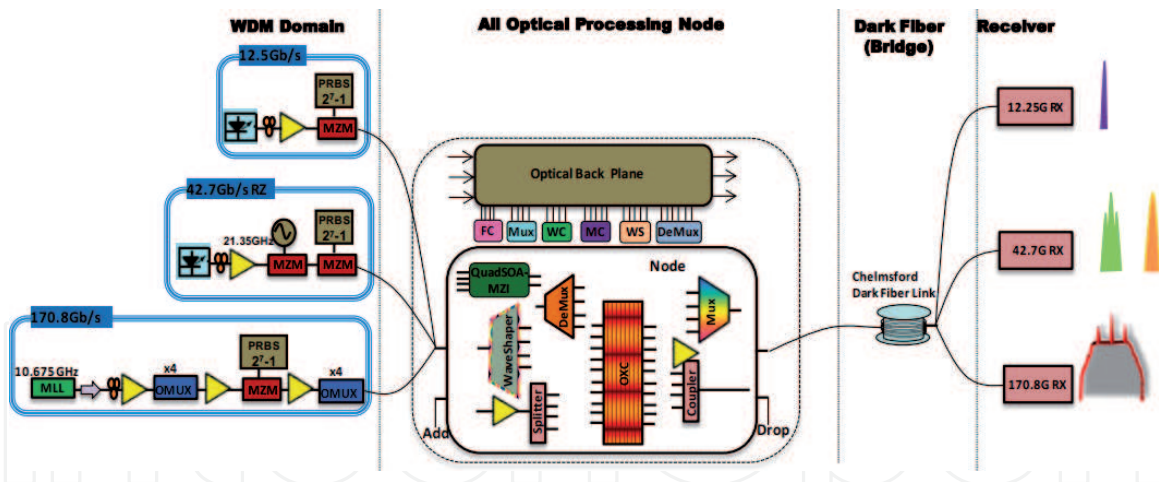 WDM Domain
All Optical Processing Node
Dark Fiber
(Bridge)
Receiver
12.5Gb/s
PRBS
2⁷-1
MZM
42.7Gb/s RZ
21.35GHz
PRBS
2⁷-1
MZM
MZM
170.8Gb/s
10.675GHz
MLL
x4
OMUX
PRBS
2⁷-1
MZM
x4
OMUX
Optical Back Plane
FC
Mux
WC
MC
WS
DeMux
Node
QuadSOA-
MZI
DeMux
Mux
WaveShaper
OXC
Splitter
Coupler
Add
Drop
Chelmsford
Dark Fiber Link
12.25G RX
42.7G RX
170.8G RX